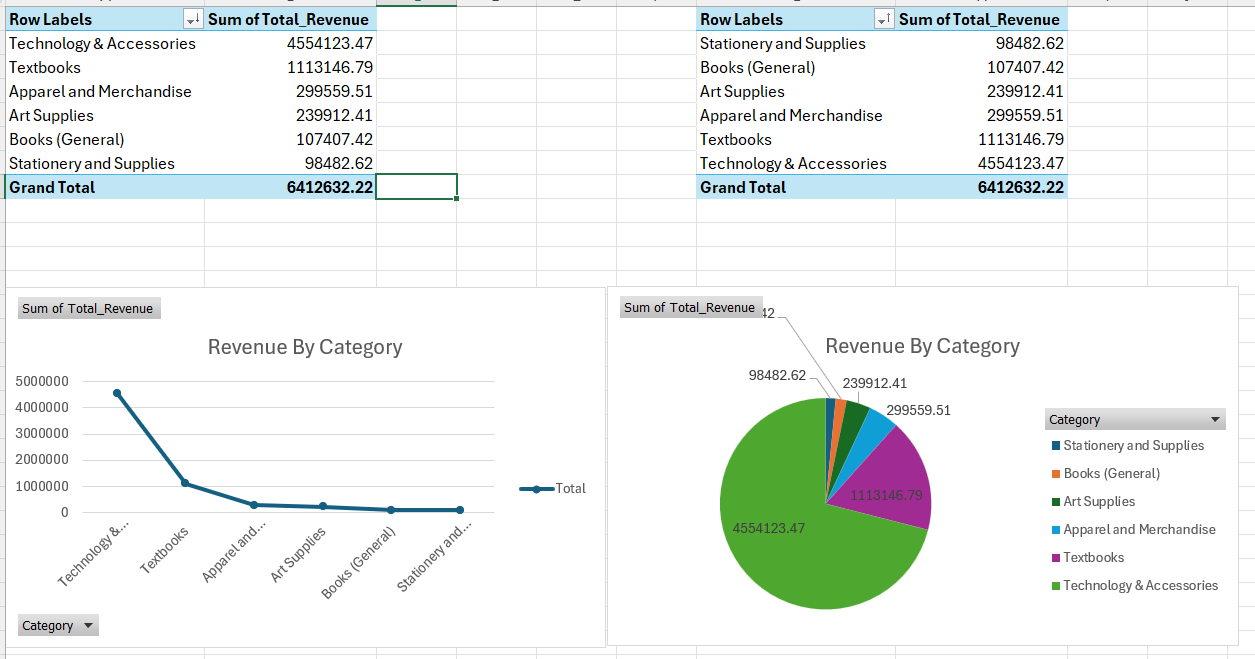 Row Labels Sum of Total_Revenue
Technology & Accessories 4554123.47
Textbooks 1113146.79
Apparel and Merchandise 299559.51
Art Supplies 239912.41
Books (General) 107407.42
Stationery and Supplies 98482.62
Grand Total 6412632.22
Row Labels Sum of Total_Revenue
Stationery and Supplies 98482.62
Books (General) 107407.42
Art Supplies 239912.41
Apparel and Merchandise 299559.51
Textbooks 1113146.79
Technology & Accessories 4554123.47
Grand Total 6412632.22
Sum of Total_Revenue
Revenue By Category
5000000
4000000
3000000
2000000
1000000
0
Technology &...
Textbooks
Apparel and...
Art Supplies
Books (General)
Stationery and...
Total
Category
Sum of Total_Revenue
42
Revenue By Category
98482.62
239912.41
299559.51
1113146.79
4554123.47
Category
Stationery and Supplies
Books (General)
Art Supplies
Apparel and Merchandise
Textbooks
Technology & Accessories